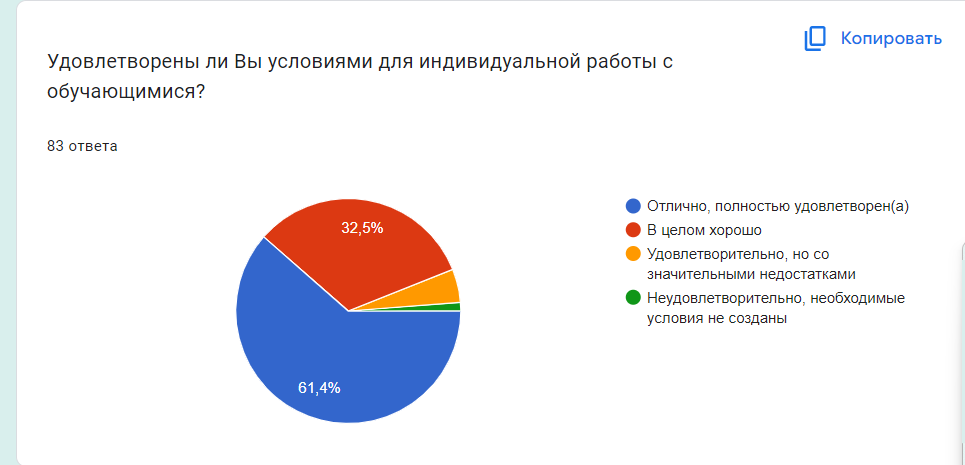 Копировать
Удовлетворены ли Вы условиями для индивидуальной работы с
обучающимися?
83 ответа
32,5%
61,4%
Отлично, полностью удовлетворен(а)
В целом хорошо
Удовлетворительно, но со
значительными недостатками
Неудовлетворительно, необходимые
условия не созданы